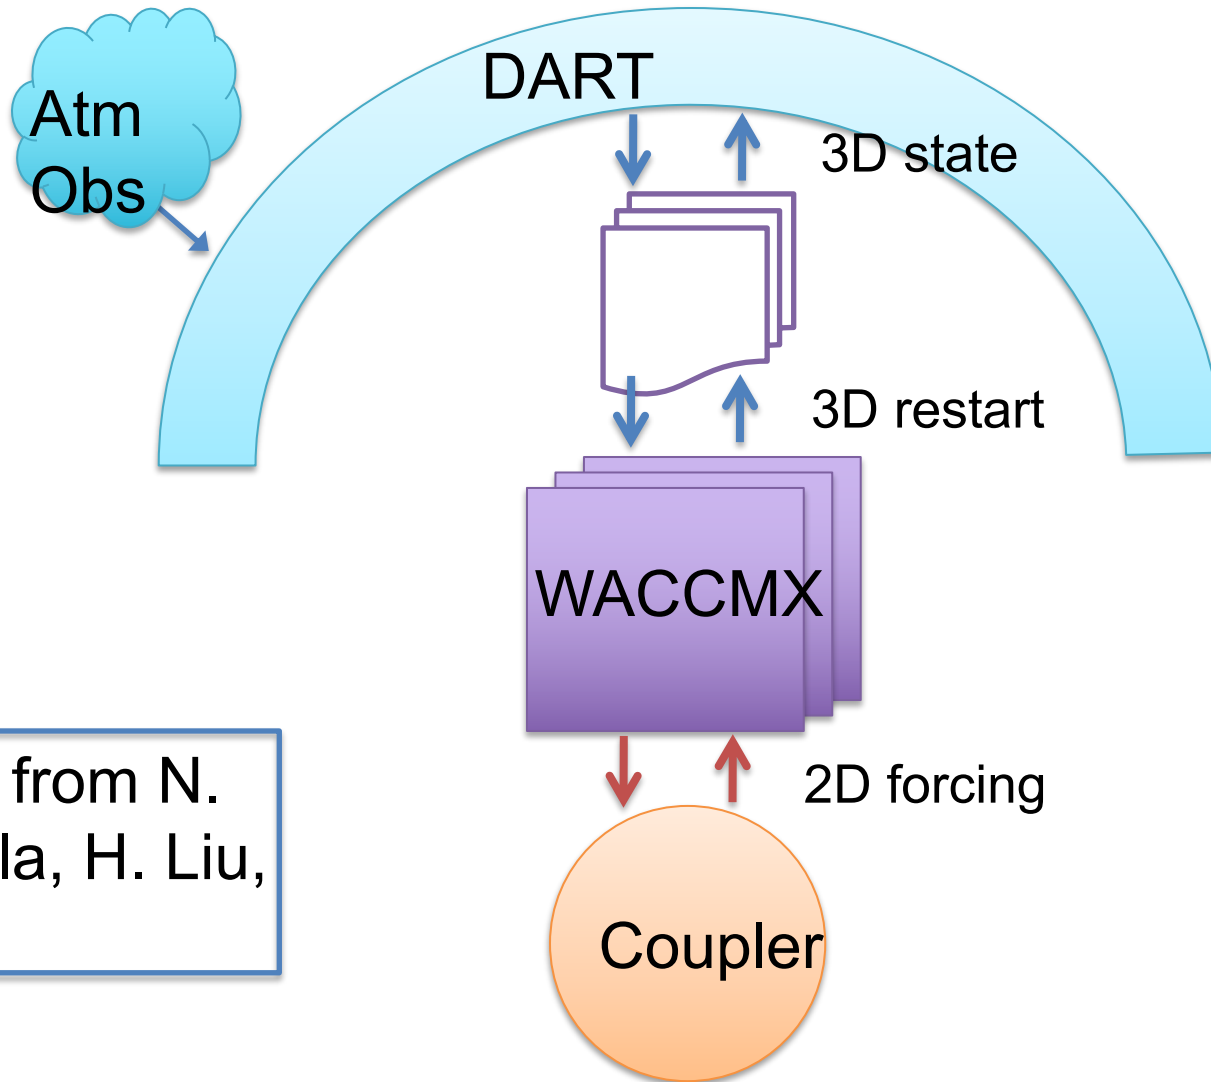 DART
Atm
Obs
3D state
3D restart
WACCMX
from N.
la, H. Liu,
2D forcing
Coupler